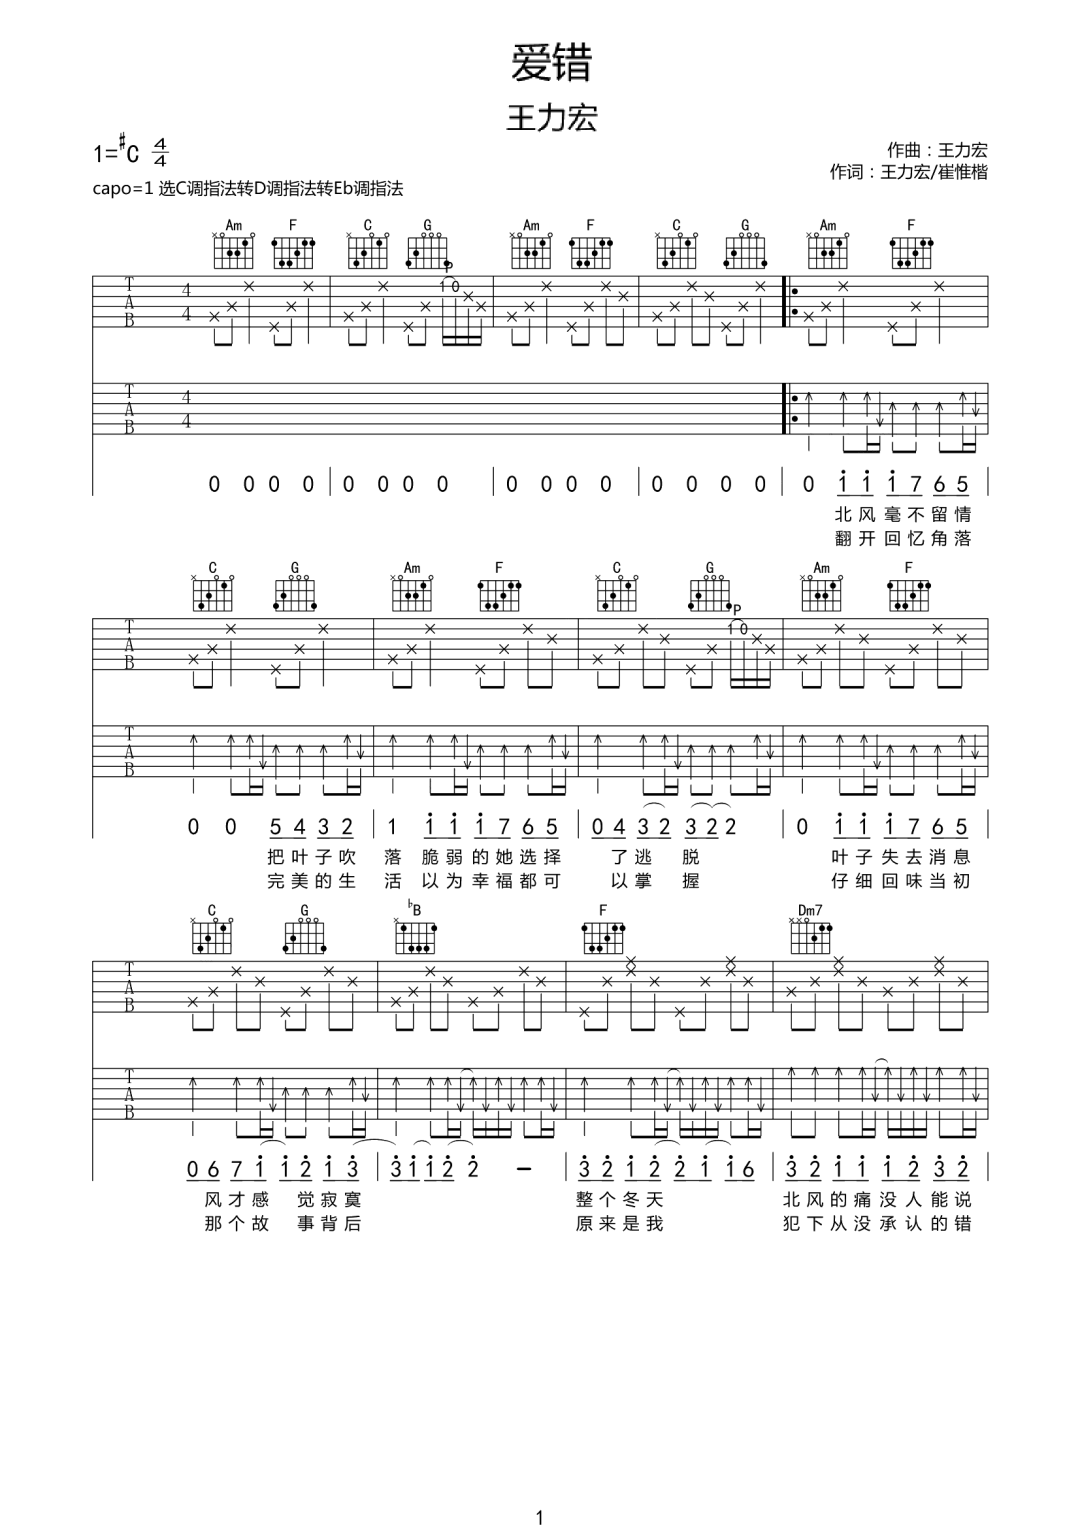 爱错
王力宏
1=#C 4/4
作曲：王力宏
作词：王力宏/崔惟楷
capo=1 选C调指法转D调指法转Eb调指法
Am F C G Am F C G Am F
T A B 4 4 P 1 0
T A B 4 4
0 0 0 0 | 0 0 0 0 | 0 0 0 0 | 0 0 0 0 | 0 1 1 1 7 6 5
北风毫不留情
翻开回忆角落
C G Am F C G Am F
T A B P 1 0
T A B
0 0 5 4 3 2 | 1 1 1 1 7 6 5 | 0 4 3 2 3 2 2 | 0 1 1 1 7 6 5
把叶子吹 落 脆弱的她选择 了逃 脱 叶子失去消息
完美的生 活 以为幸福都可 以掌 握 仔细回味当初
C G ♭B F Dm7
T A B
T A B
0 6 7 1 1 2 1 3 | 3 1 1 2 2 – | 3 2 1 2 2 1 1 6 | 3 2 1 1 1 2 3 2
风才感 觉寂寞 整个冬天 北风的痛没人能说
那个故 事背后 原来是我 犯下从没承认的错
1